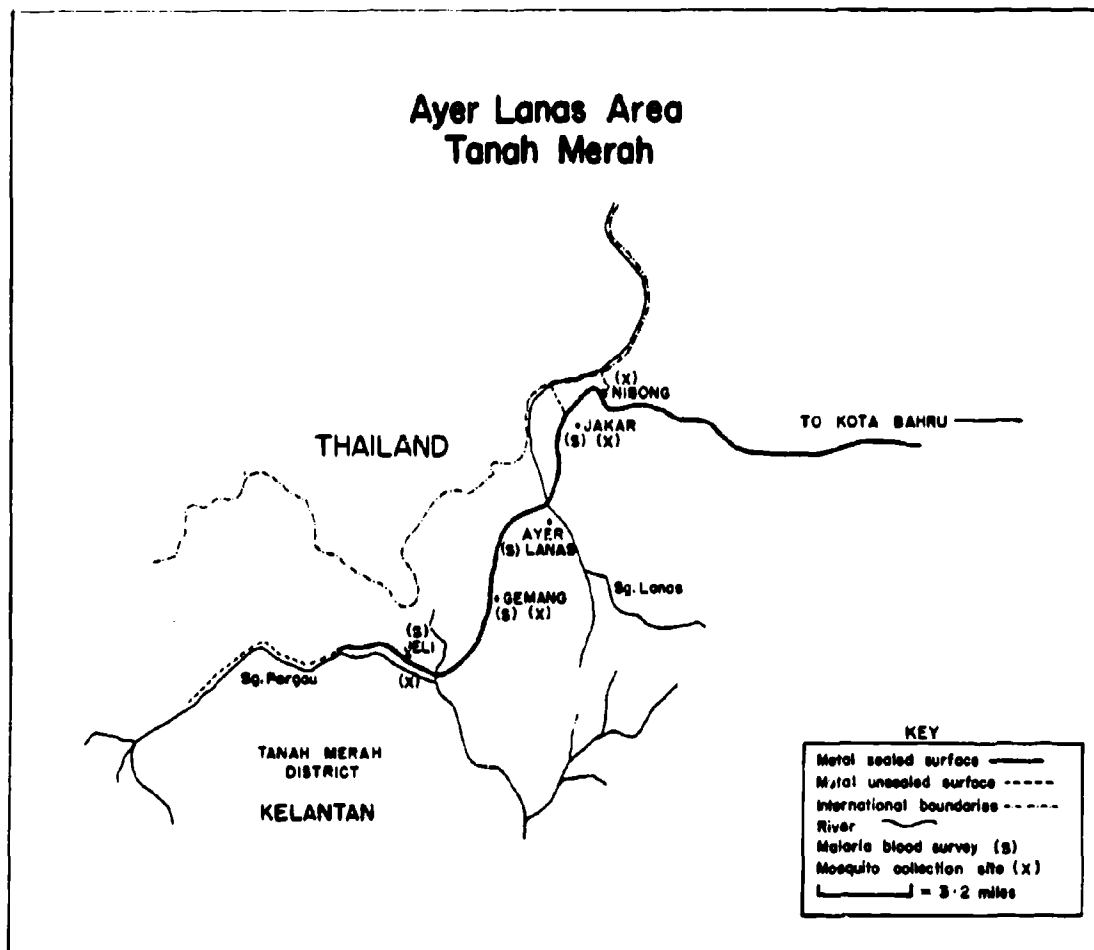 Ayer Lanas Area
Tanah Merah
(X)
NIBONG
JAKAR
(S) (X)
TO KOTA BAHRU
THAILAND
AYER
(S) LANAS
Sg. Lanas
GEMANG
(S) (X)
(S)
JELI
(X)
Sg. Pergau
TANAH MERAH
DISTRICT
KELANTAN
KEY
Metal sealed surface
Metal unsealed surface
International boundaries
River
Malaria blood survey (S)
Mosquito collection site (X)
= 3·2 miles